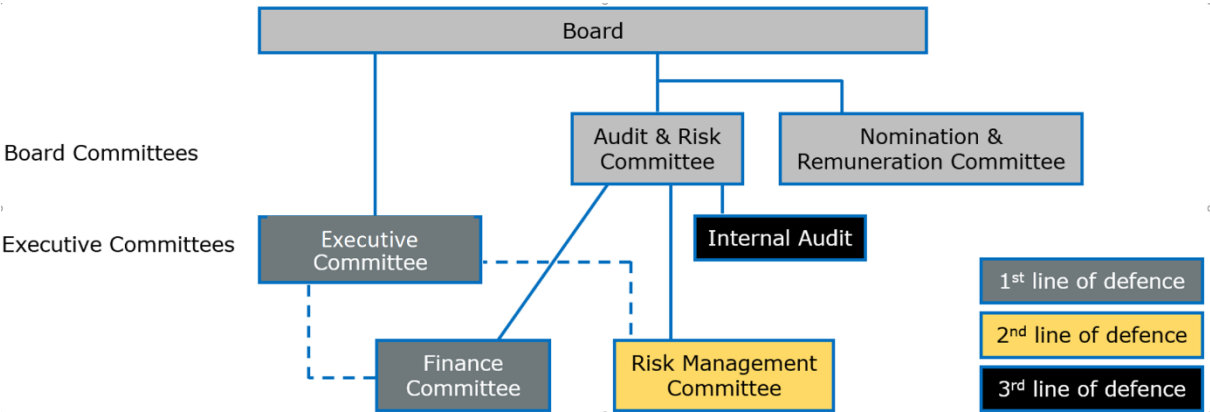 Board
Board Committees
Audit & Risk
Committee
Nomination &
Remuneration Committee
Executive Committees
Executive
Committee
Internal Audit
Finance
Committee
Risk Management
Committee
1st line of defence
2nd line of defence
3rd line of defence